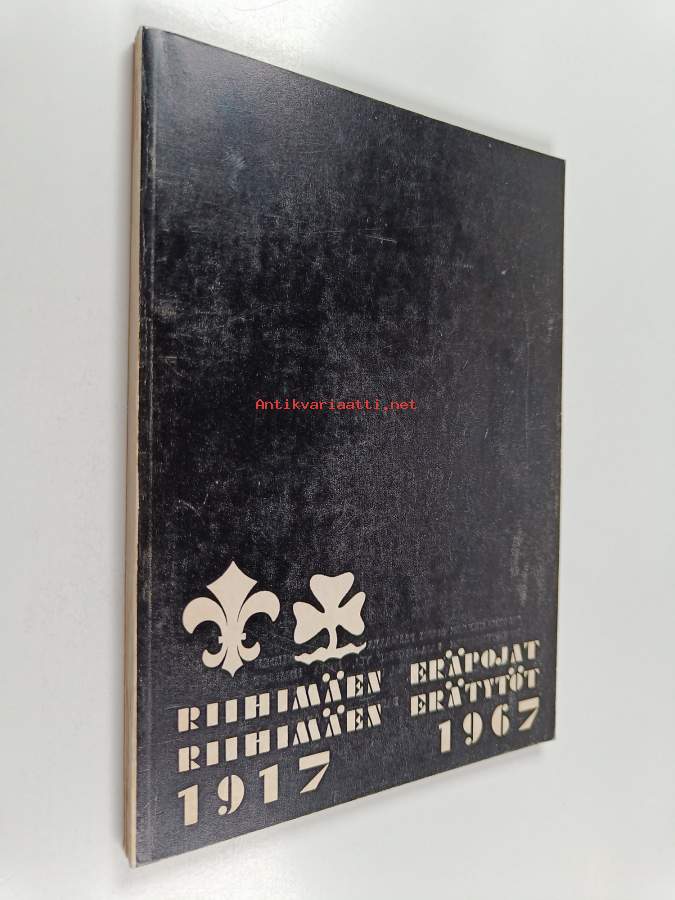 Antikvariaatti.net
RIIHIMÄEN ERÄPOJAT
RIIHIMÄEN ERÄTYTÖT
1917 1967